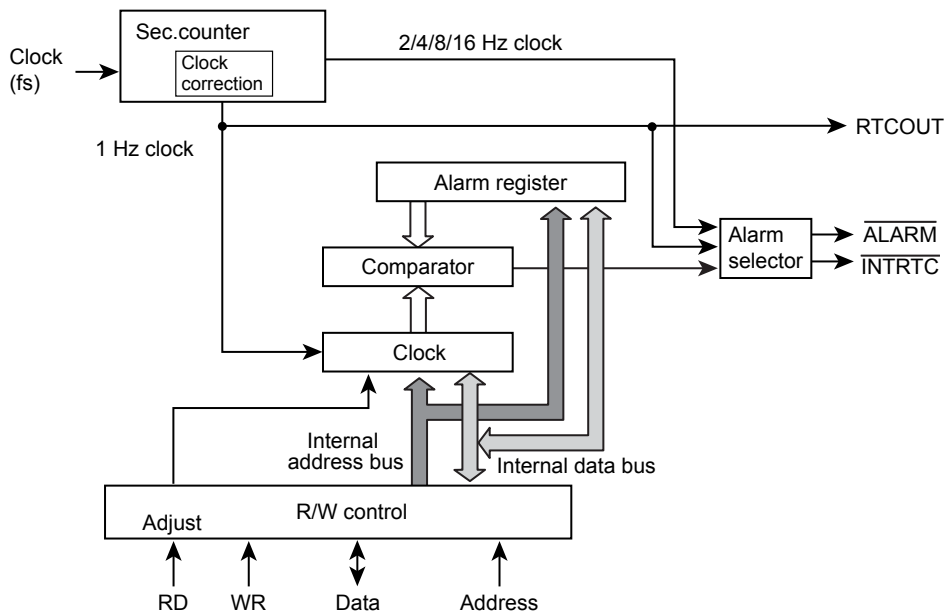 Sec.counter
Clock
correction
Clock
(fs)
2/4/8/16 Hz clock
1 Hz clock
RTCOUT
Alarm register
Comparator
Clock
Alarm
selector
ALARM
INTRTC
Internal
address bus
Internal data bus
R/W control
Adjust
RD
WR
Data
Address